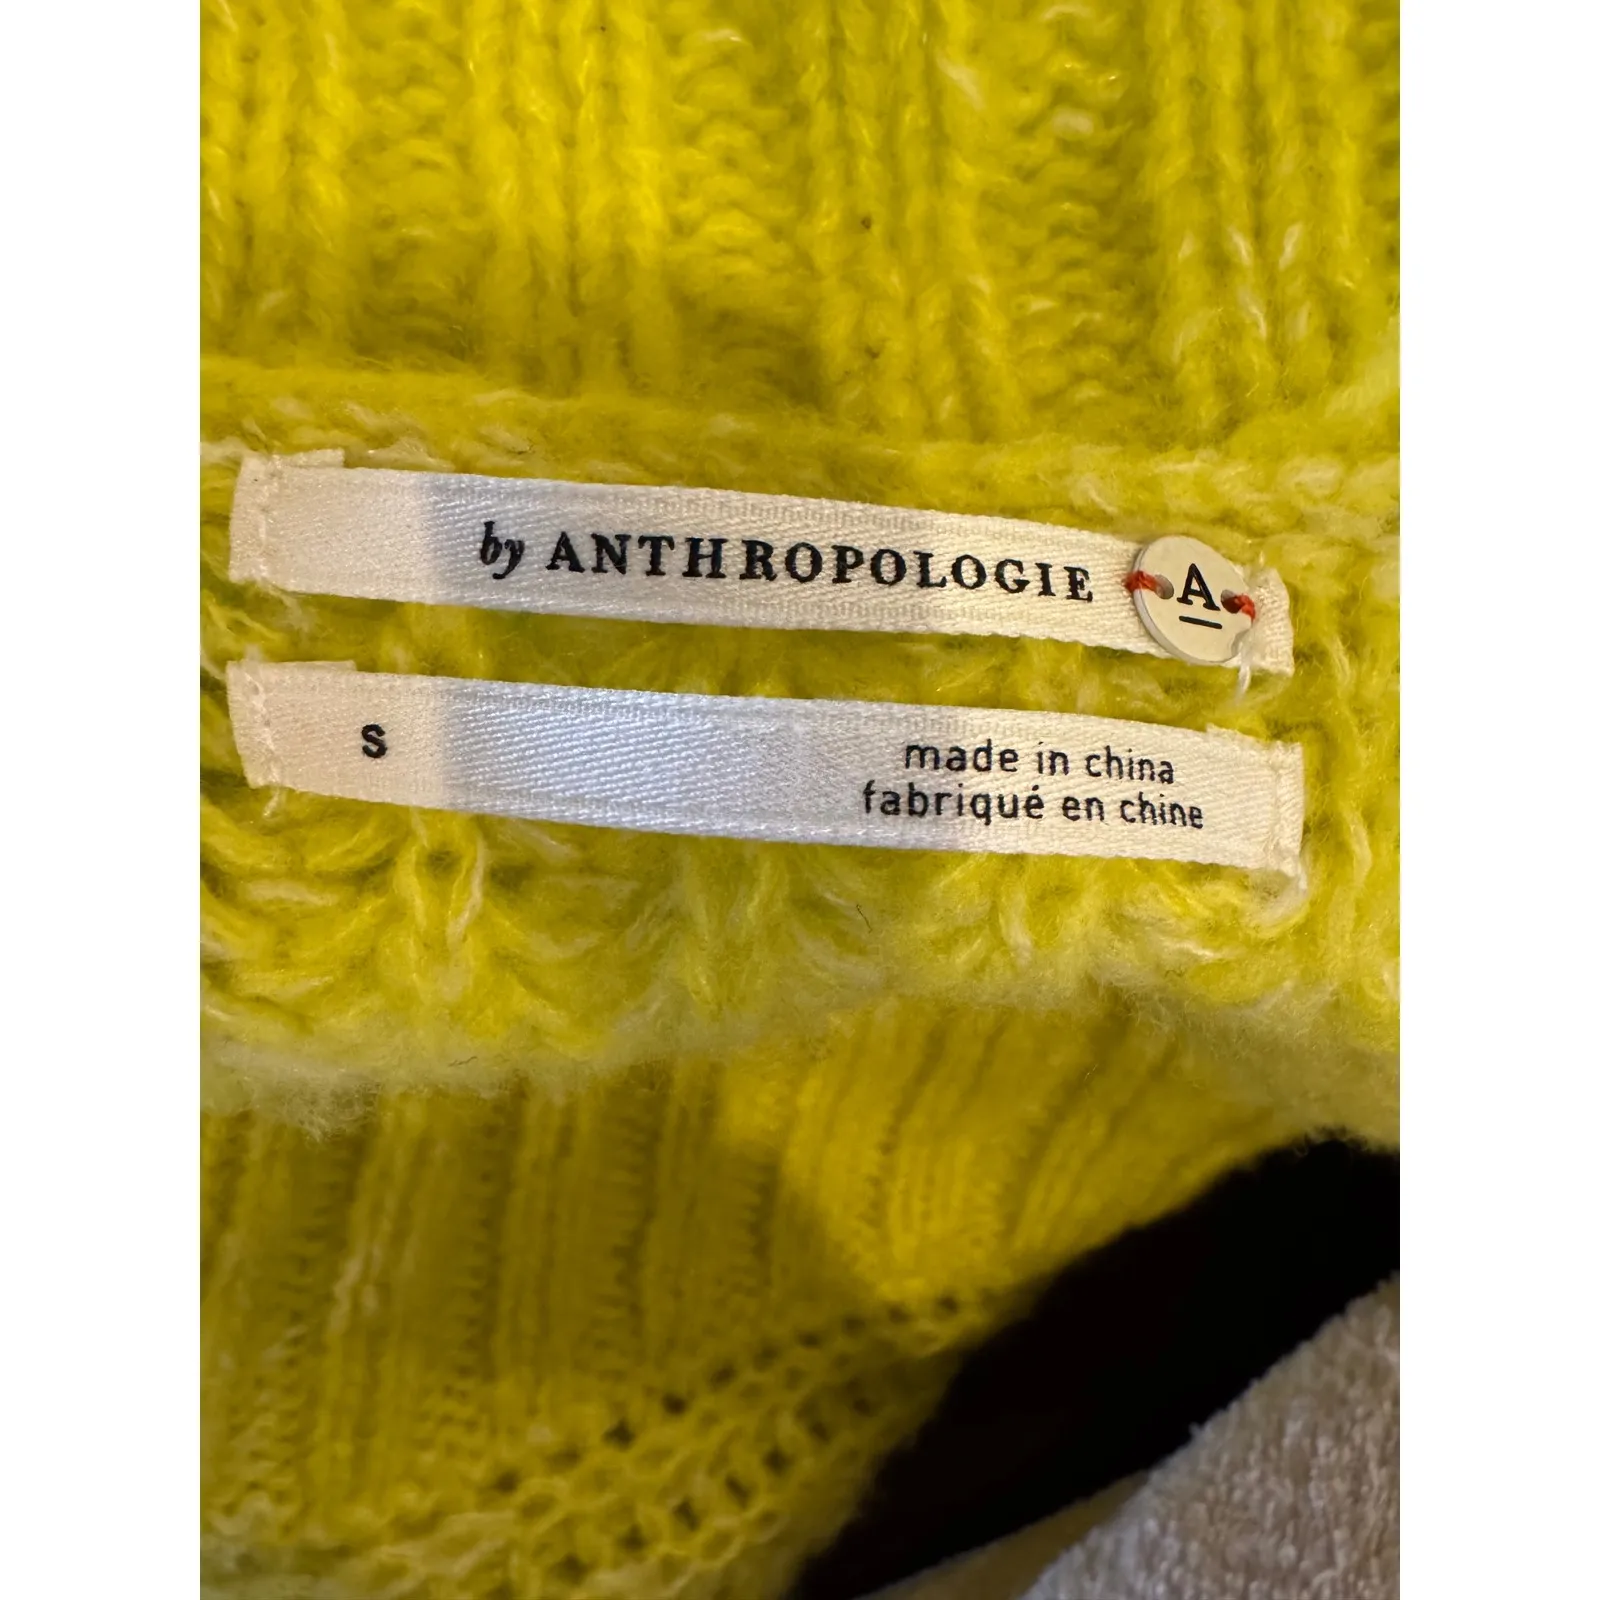 by ANTHROPOLOGIE A
S
made in china
fabriqué en chine